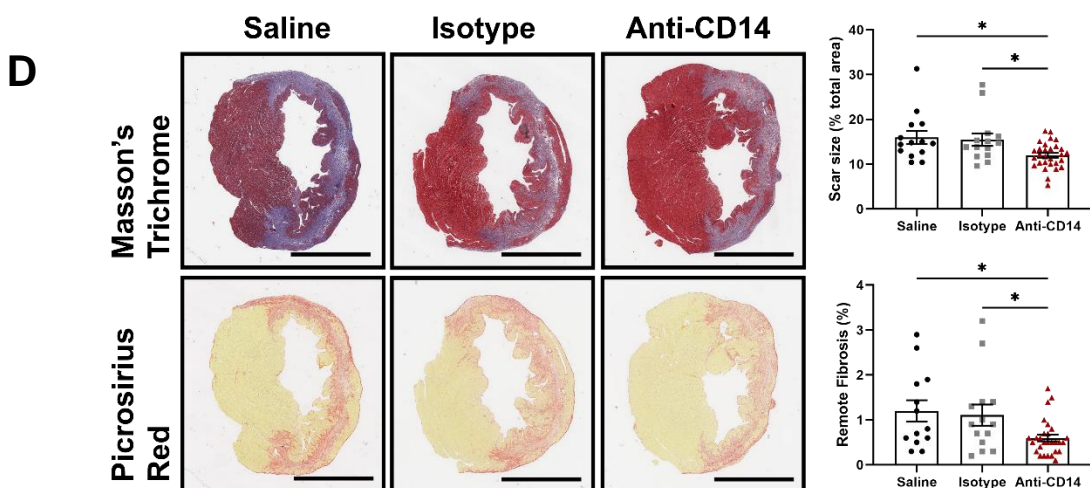 D
Saline Isotype Anti-CD14
Masson's
Trichrome
Picrosirius
Red
Scar size (% total area)
40
30
20
10
0
* 
*
Saline Isotype Anti-CD14
Remote Fibrosis (%)
4
3
2
1
0
*
*
Saline Isotype Anti-CD14